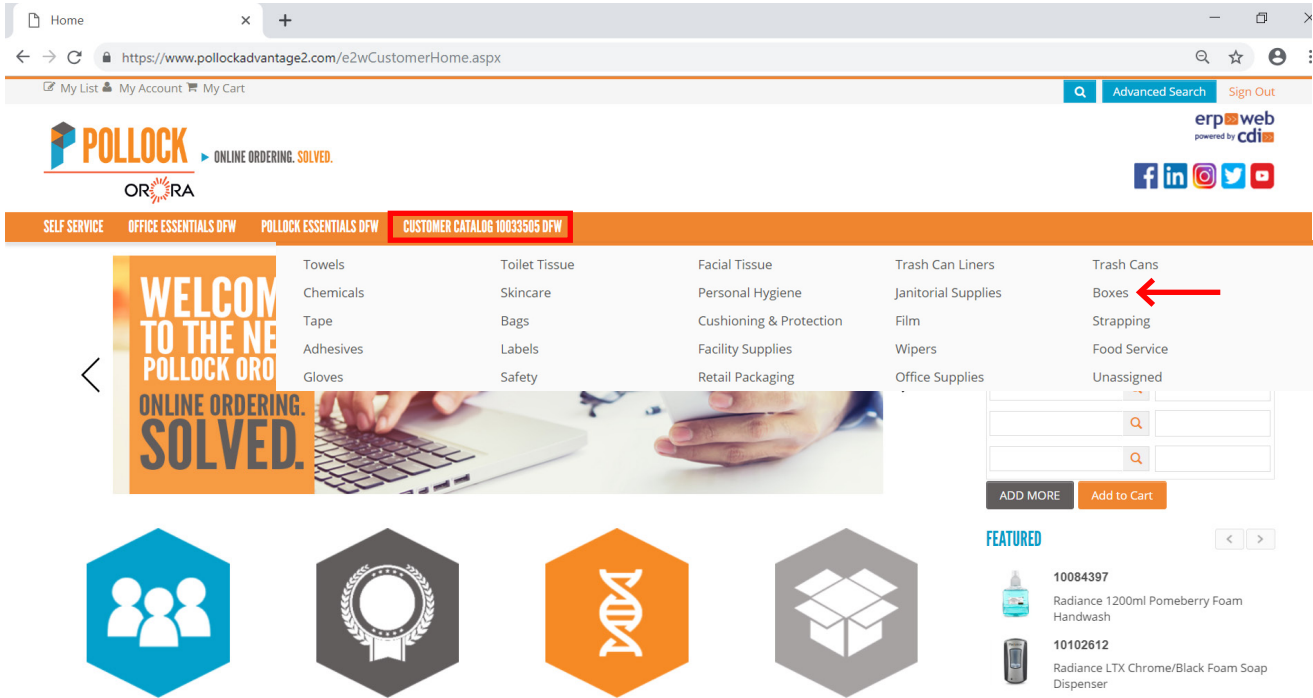 Home
https://www.pollockadvantage2.com/e2wCustomerHome.aspx
My List My Account My Cart
Advanced Search Sign Out
erp web
powered by cdi
POLLOCK
ONLINE ORDERING. SOLVED.
ORORA
SELF SERVICE OFFICE ESSENTIALS DFW POLLOCK ESSENTIALS DFW CUSTOMER CATALOG 10033505 DFW
Towels Toilet Tissue Facial Tissue Trash Can Liners Trash Cans
Chemicals Skincare Personal Hygiene Janitorial Supplies Boxes
Tape Bags Cushioning & Protection Film Strapping
Adhesives Labels Facility Supplies Wipers Food Service
Gloves Safety Retail Packaging Office Supplies Unassigned
WELCOM
TO THE NE
POLLOCK ORO
ONLINE ORDERING.
SOLVED.
ADD MORE Add to Cart
FEATURED
10084397
Radiance 1200ml Pomeberry Foam
Handwash
10102612
Radiance LTX Chrome/Black Foam Soap
Dispenser